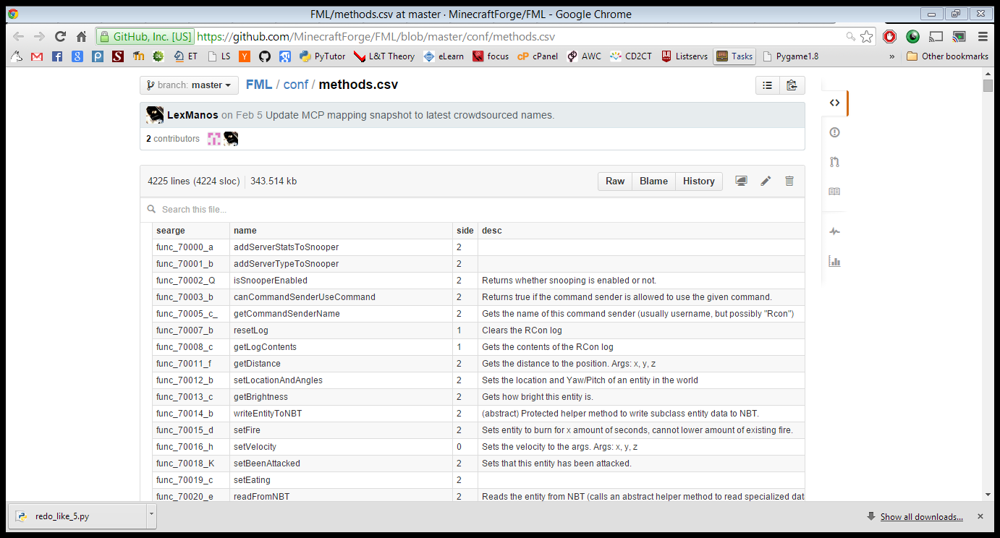 FML/methods.csv at master · MinecraftForge/FML - Google Chrome
GitHub, Inc. [US] https://github.com/MinecraftForge/FML/blob/master/conf/methods.csv
ET LS PyTutor L&T Theory eLearn focus cPanel AWC CD2CT Listservs Tasks Pygame1.8 » Other bookmarks
branch: master FML / conf / methods.csv
LexManos on Feb 5 Update MCP mapping snapshot to latest crowdsourced names.
2 contributors
4225 lines (4224 sloc) 343.514 kb Raw Blame History
Search this file...
searge name side desc
func_70000_a addServerStatsToSnooper 2
func_70001_b addServerTypeToSnooper 2
func_70002_Q isSnooperEnabled 2 Returns whether snooping is enabled or not.
func_70003_b canCommandSenderUseCommand 2 Returns true if the command sender is allowed to use the given command.
func_70005_c_ getCommandSenderName 2 Gets the name of this command sender (usually username, but possibly "Rcon")
func_70007_b resetLog 1 Clears the RCon log
func_70008_c getLogContents 1 Gets the contents of the RCon log
func_70011_f getDistance 2 Gets the distance to the position. Args: x, y, z
func_70012_b setLocationAndAngles 2 Sets the location and Yaw/Pitch of an entity in the world
func_70013_c getBrightness 2 Gets how bright this entity is.
func_70014_b writeEntityToNBT 2 (abstract) Protected helper method to write subclass entity data to NBT.
func_70015_d setFire 2 Sets entity to burn for x amount of seconds, cannot lower amount of existing fire.
func_70016_h setVelocity 0 Sets the velocity to the args. Args: x, y, z
func_70018_K setBeenAttacked 2 Sets that this entity has been attacked.
func_70019_c setEating 2
func_70020_e readFromNBT 2 Reads the entity from NBT (calls an abstract helper method to read specialized dat
redo_like_5.py Show all downloads...